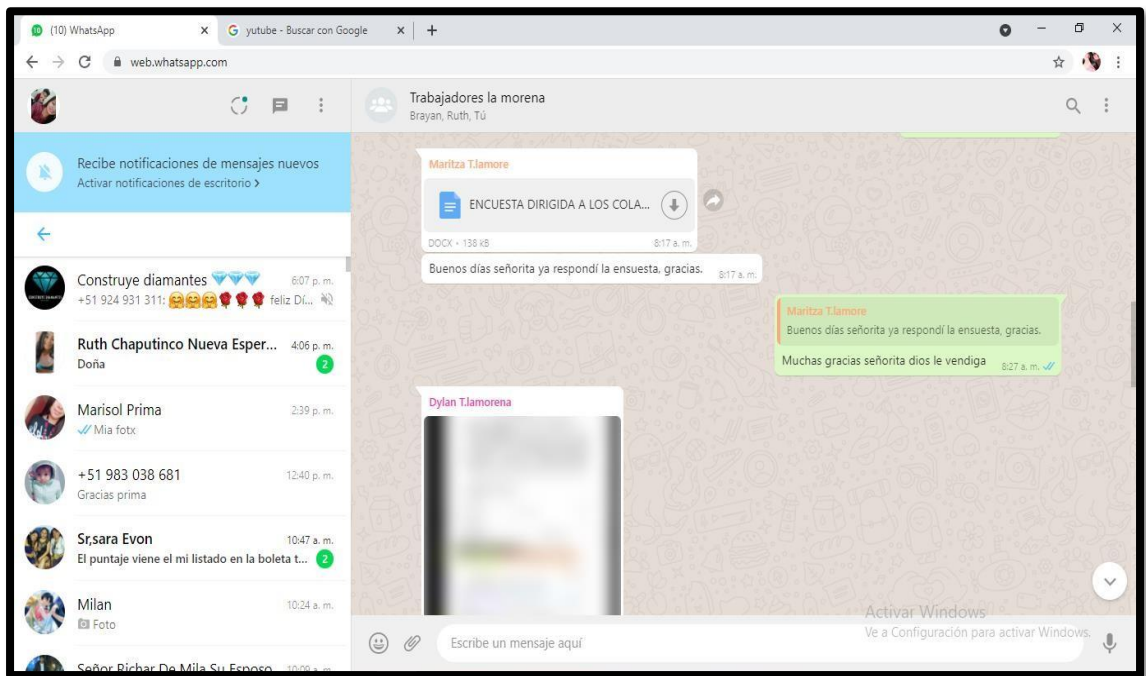 (10) WhatsApp
yutube - Buscar con Google
web.whatsapp.com
Recibe notificaciones de mensajes nuevos
Activar notificaciones de escritorio >
Construye diamantes 💎💎💎 6:07 p. m.
+51 924 931 311: 🤗🤗🤗🌹🌹🌹 feliz Dí...
Ruth Chaputinco Nueva Esper... 4:06 p. m.
Doña 2
Marisol Prima 2:39 p. m.
Mia fotx
+51 983 038 681 12:40 p. m.
Gracias prima
Sr,sara Evon 10:47 a. m.
El puntaje viene el mi listado en la boleta t... 2
Milan 10:24 a. m.
Foto
Señor Richar De Mila Su Esposo 10:09 a. m.
Trabajadores la morena
Brayan, Ruth, Tú
Maritza T.lamore
ENCUESTA DIRIGIDA A LOS COLA...
DOCX • 138 kB 8:17 a. m.
Buenos días señorita ya respondí la ensuesta, gracias. 8:17 a. m.
Maritza T.lamore
Buenos días señorita ya respondí la ensuesta, gracias.
Muchas gracias señorita dios le vendiga 8:27 a. m.
Dylan T.lamorena
Activar Windows
Ve a Configuración para activar Windows.
Escribe un mensaje aquí